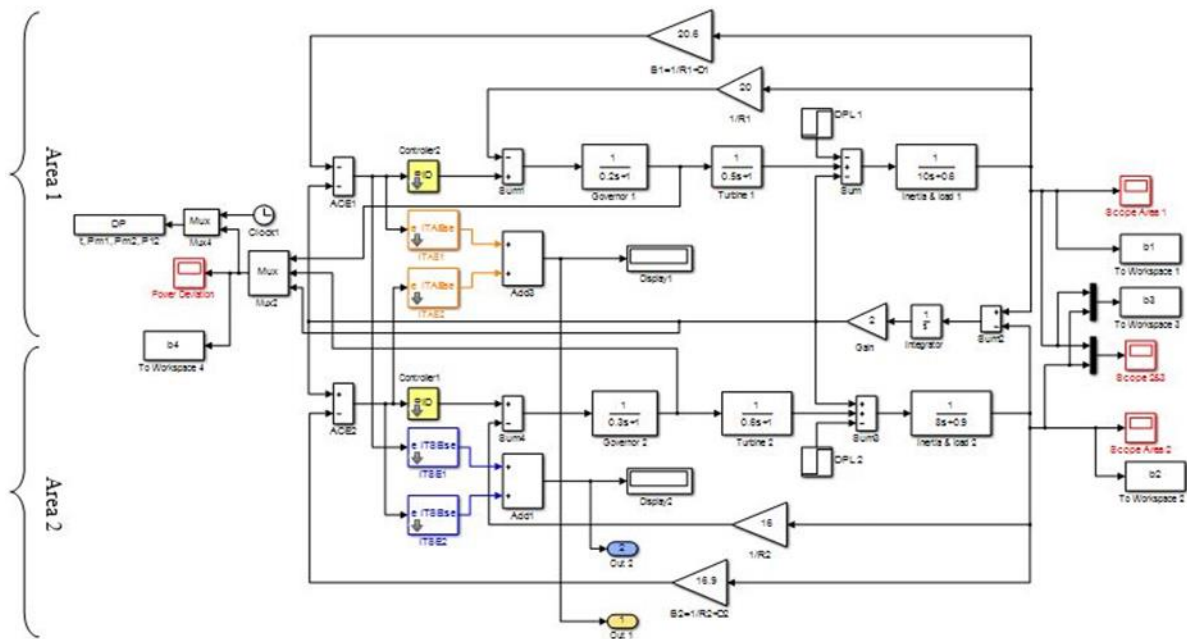 Area 1
20.6
B1=1/R1+D1
20
1/R1
DPL 1
Controller2
PID
ACE1
Sum1
1
0.2s+1
Governor 1
1
0.5s+1
Turbine 1
Sum
1
10s+0.6
Inertia & load 1
Scope Area 1
DP
t, Pm1, Pm2, P12
Mux
Mux4
Clock1
Mux
Mux2
Power Deviation
b4
To Workspace 4
e ITAEse
ITAE1
e ITAEse
ITAE2
Add3
Display1
b1
To Workspace 1
b3
To Workspace 3
2
Gain
1
s
Integrator
Sum2
Scope 2&3
Area 2
Controller1
PID
ACE2
Sum4
1
0.3s+1
Governor 2
1
0.6s+1
Turbine 2
Sum3
DPL 2
1
8s+0.9
Inertia & load 2
Scope Area 2
b2
To Workspace 2
e ITSEse
ITSE1
e ITSEse
ITSE2
Add1
Display2
16
1/R2
2
Out 2
16.9
B2=1/R2+D2
1
Out 1